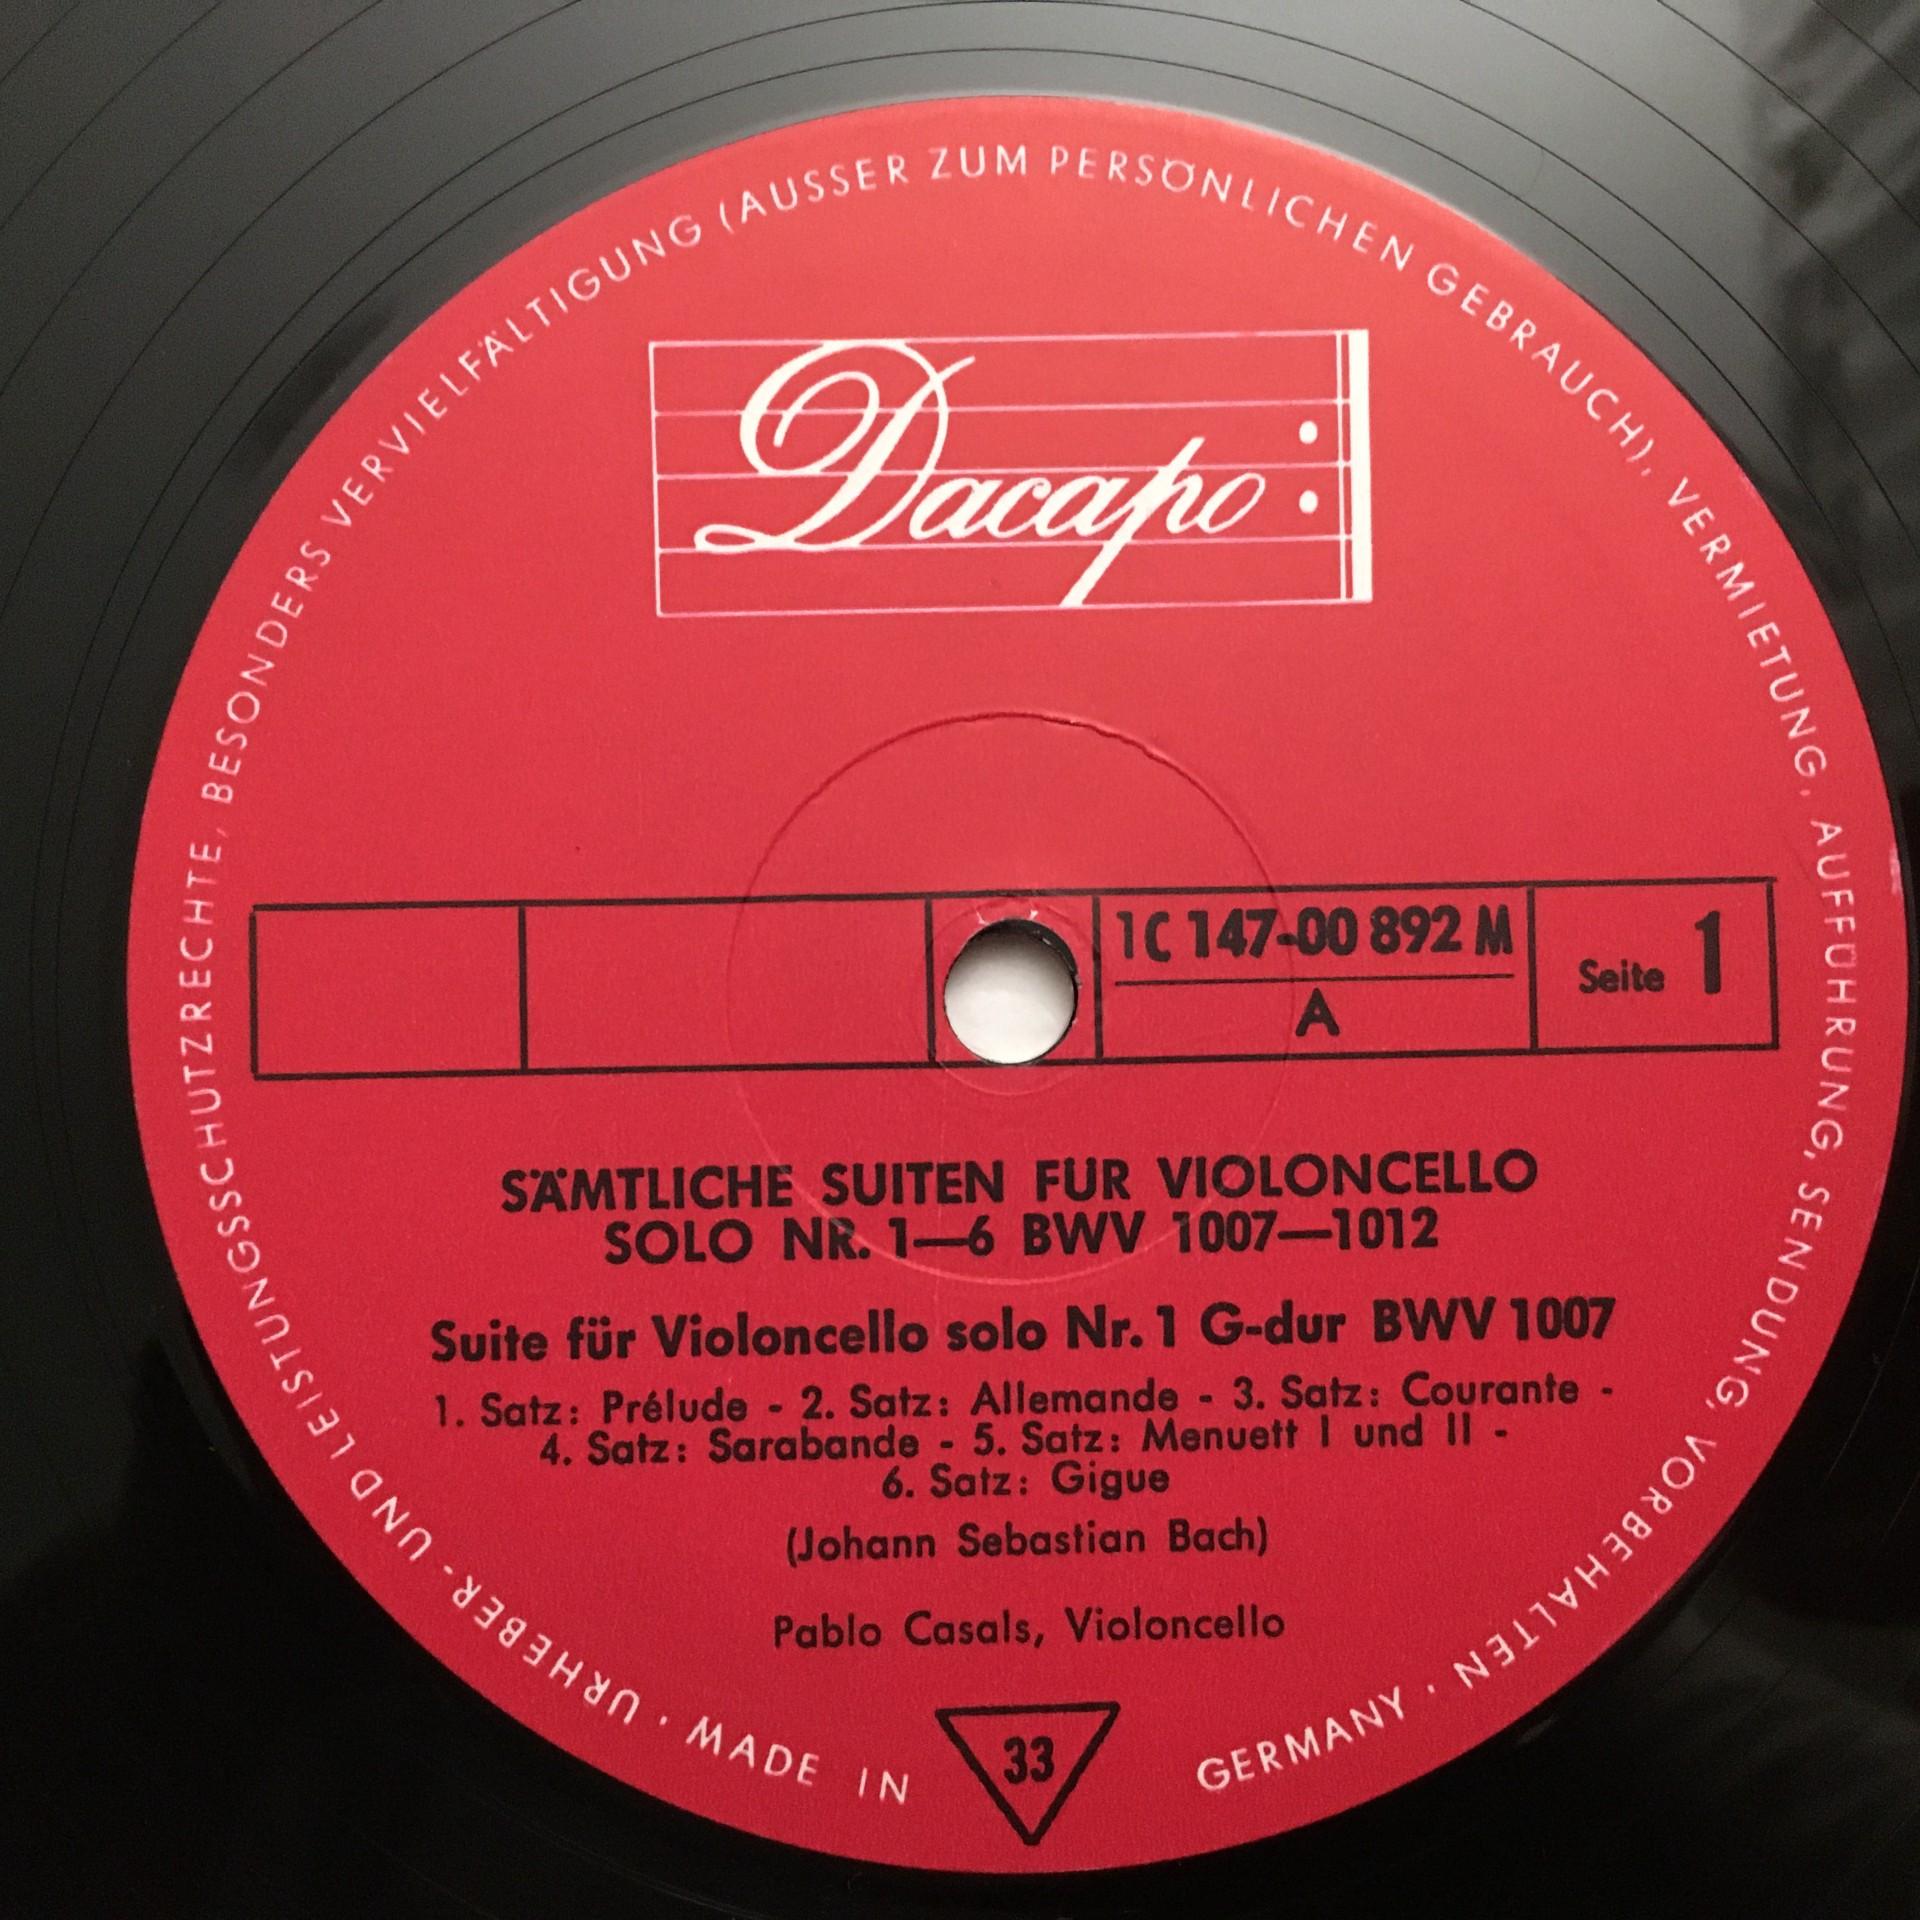 Dacapo
1C 147-00 892 M
A
Seite 1
SÄMTLICHE SUITEN FUR VIOLONCELLO
SOLO NR. 1—6 BWV 1007—1012
Suite für Violoncello solo Nr. 1 G-dur BWV 1007
1. Satz: Prélude - 2. Satz: Allemande - 3. Satz: Courante -
4. Satz: Sarabande - 5. Satz: Menuett I und II -
6. Satz: Gigue
(Johann Sebastian Bach)
Pablo Casals, Violoncello
33
MADE IN GERMANY
· URHEBER- UND LEISTUNGSSCHUTZRECHTE, BESONDERS VERVIELFÄLTIGUNG (AUSSER ZUM PERSÖNLICHEN GEBRAUCH), VERMIETUNG, AUFFÜHRUNG, SENDUNG, VORBEHALTEN ·